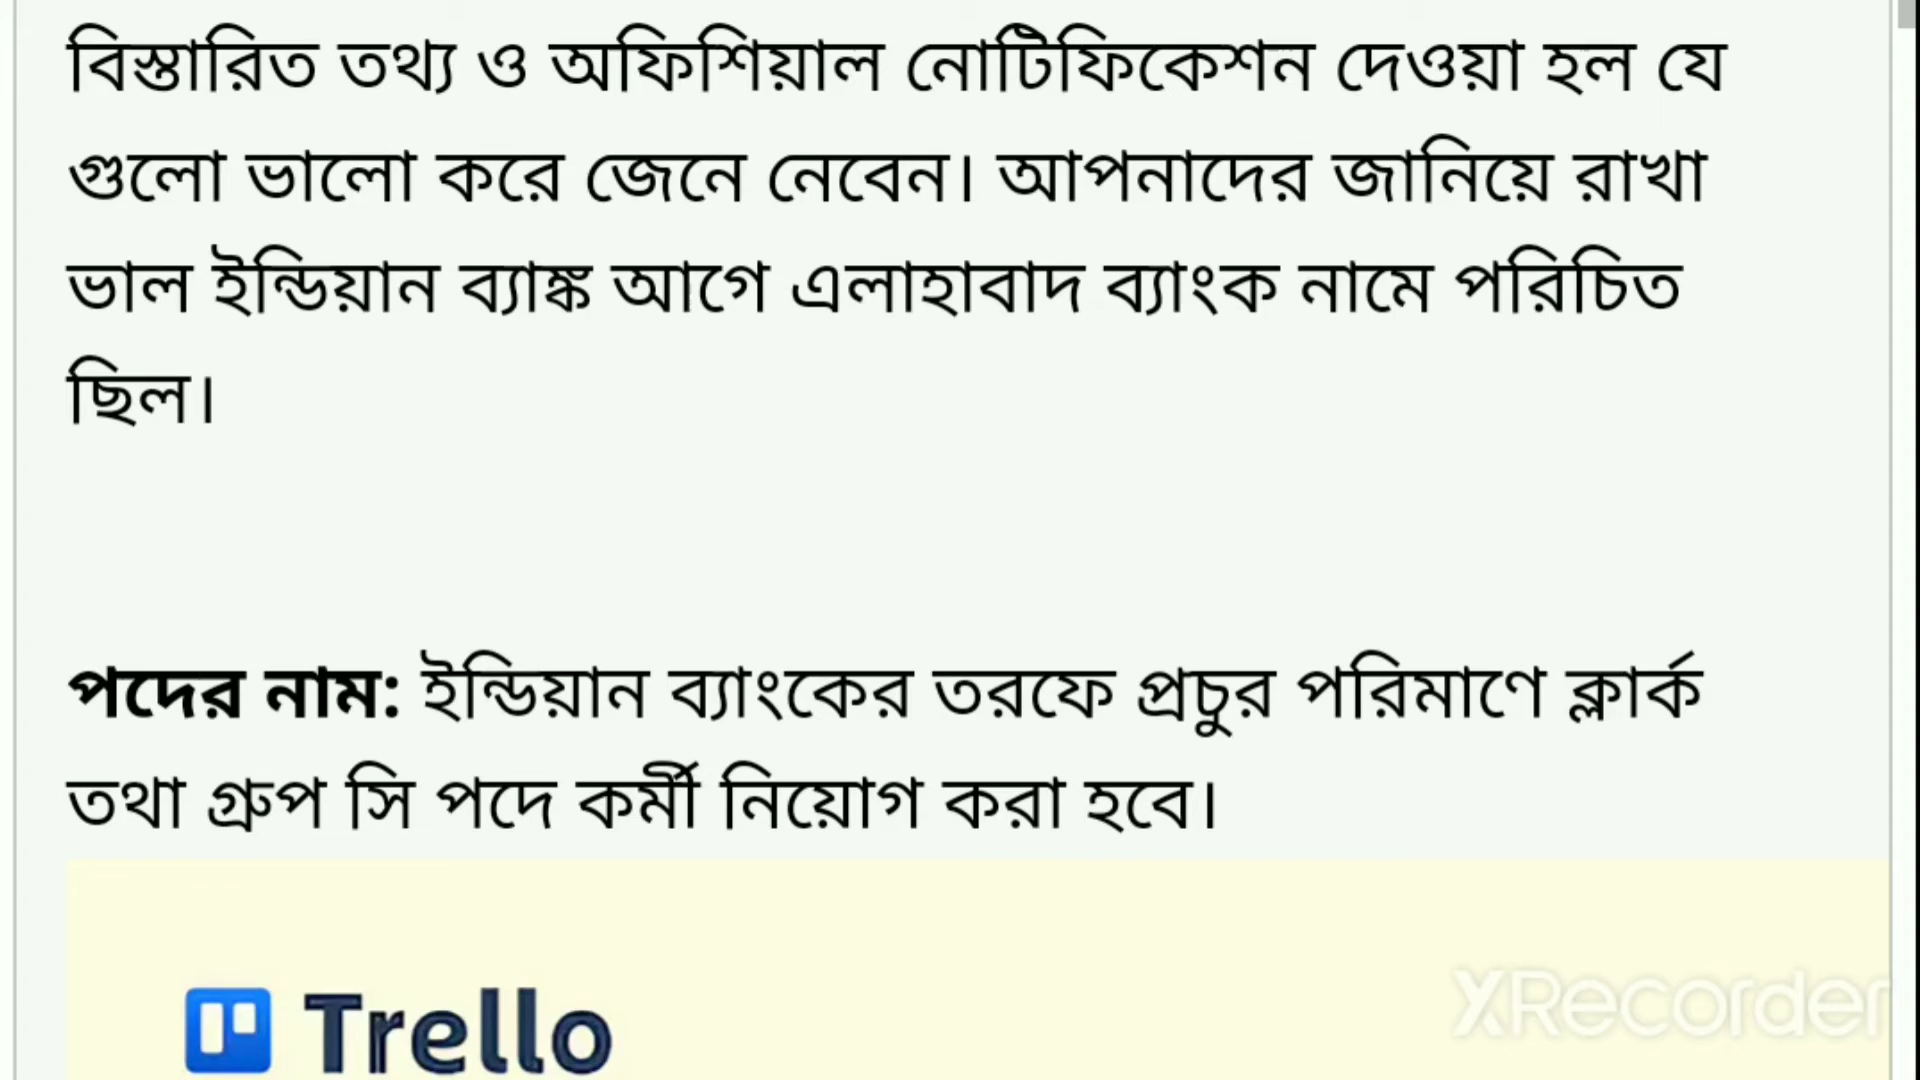 বিস্তারিত তথ্য ও অফিশিয়াল নোটিফিকেশন দেওয়া হল যে
গুলো ভালো করে জেনে নেবেন। আপনাদের জানিয়ে রাখা
ভাল ইন্ডিয়ান ব্যাঙ্ক আগে এলাহাবাদ ব্যাংক নামে পরিচিত
ছিল।
পদের নাম: ইন্ডিয়ান ব্যাংকের তরফে প্রচুর পরিমাণে ক্লার্ক
তথা গ্রুপ সি পদে কর্মী নিয়োগ করা হবে।
Trello
XRecorder